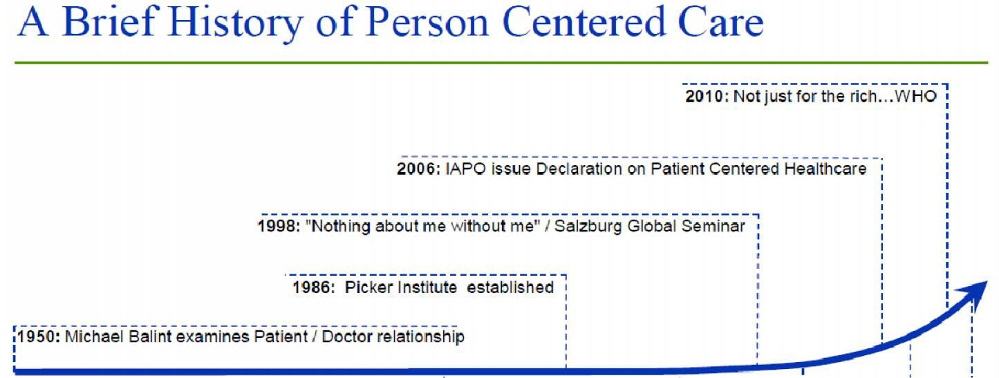 A Brief History of Person Centered Care
2010: Not just for the rich...WHO
2006: IAPO issue Declaration on Patient Centered Healthcare
1998: "Nothing about me without me" / Salzburg Global Seminar
1986: Picker Institute established
1950: Michael Balint examines Patient / Doctor relationship